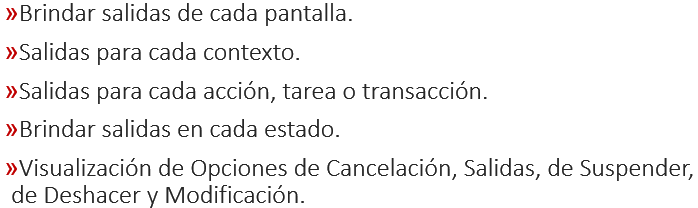 »Brindar salidas de cada pantalla.
»Salidas para cada contexto.
»Salidas para cada acción, tarea o transacción.
»Brindar salidas en cada estado.
»Visualización de Opciones de Cancelación, Salidas, de Suspender,
de Deshacer y Modificación.